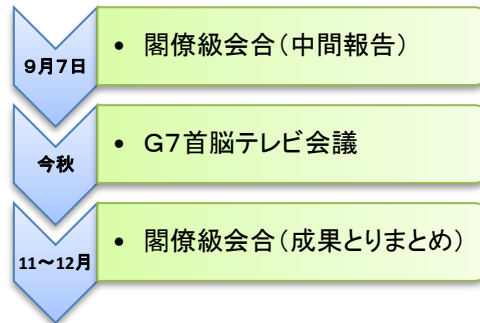 9月7日
• 閣僚級会合(中間報告)
今秋
• G7首脳テレビ会議
11~12月
• 閣僚級会合(成果とりまとめ)